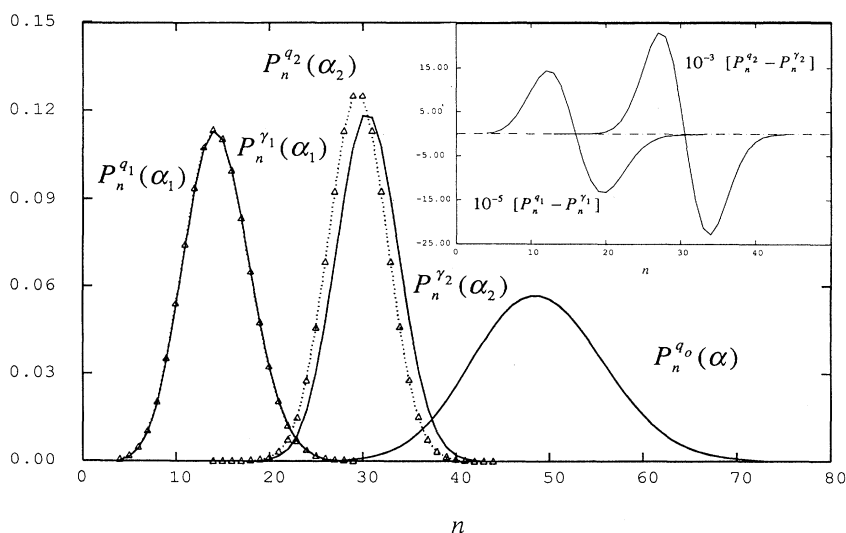 0.15
0.12
0.09
0.06
0.03
0.00
0 10 20 30 40 50 60 70 80
n
P_n^{q_1}(α_1)
P_n^{γ_1}(α_1)
P_n^{q_2}(α_2)
P_n^{γ_2}(α_2)
P_n^{q_o}(α)
15.00
5.00
-5.00
-15.00
-25.00
0 10 20 30 40
n
10^{-3} [P_n^{q_2} – P_n^{γ_2}]
10^{-5} [P_n^{q_1} – P_n^{γ_1}]